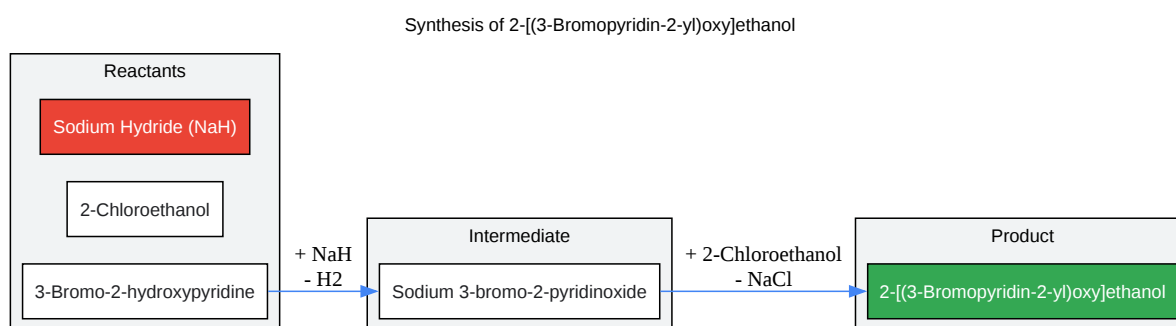 Synthesis of 2-[(3-Bromopyridin-2-yl)oxy]ethanol
Reactants
Sodium Hydride (NaH)
2-Chloroethanol
3-Bromo-2-hydroxypyridine
+ NaH
- H2
Intermediate
Sodium 3-bromo-2-pyridinoxide
+ 2-Chloroethanol
- NaCl
Product
2-[(3-Bromopyridin-2-yl)oxy]ethanol